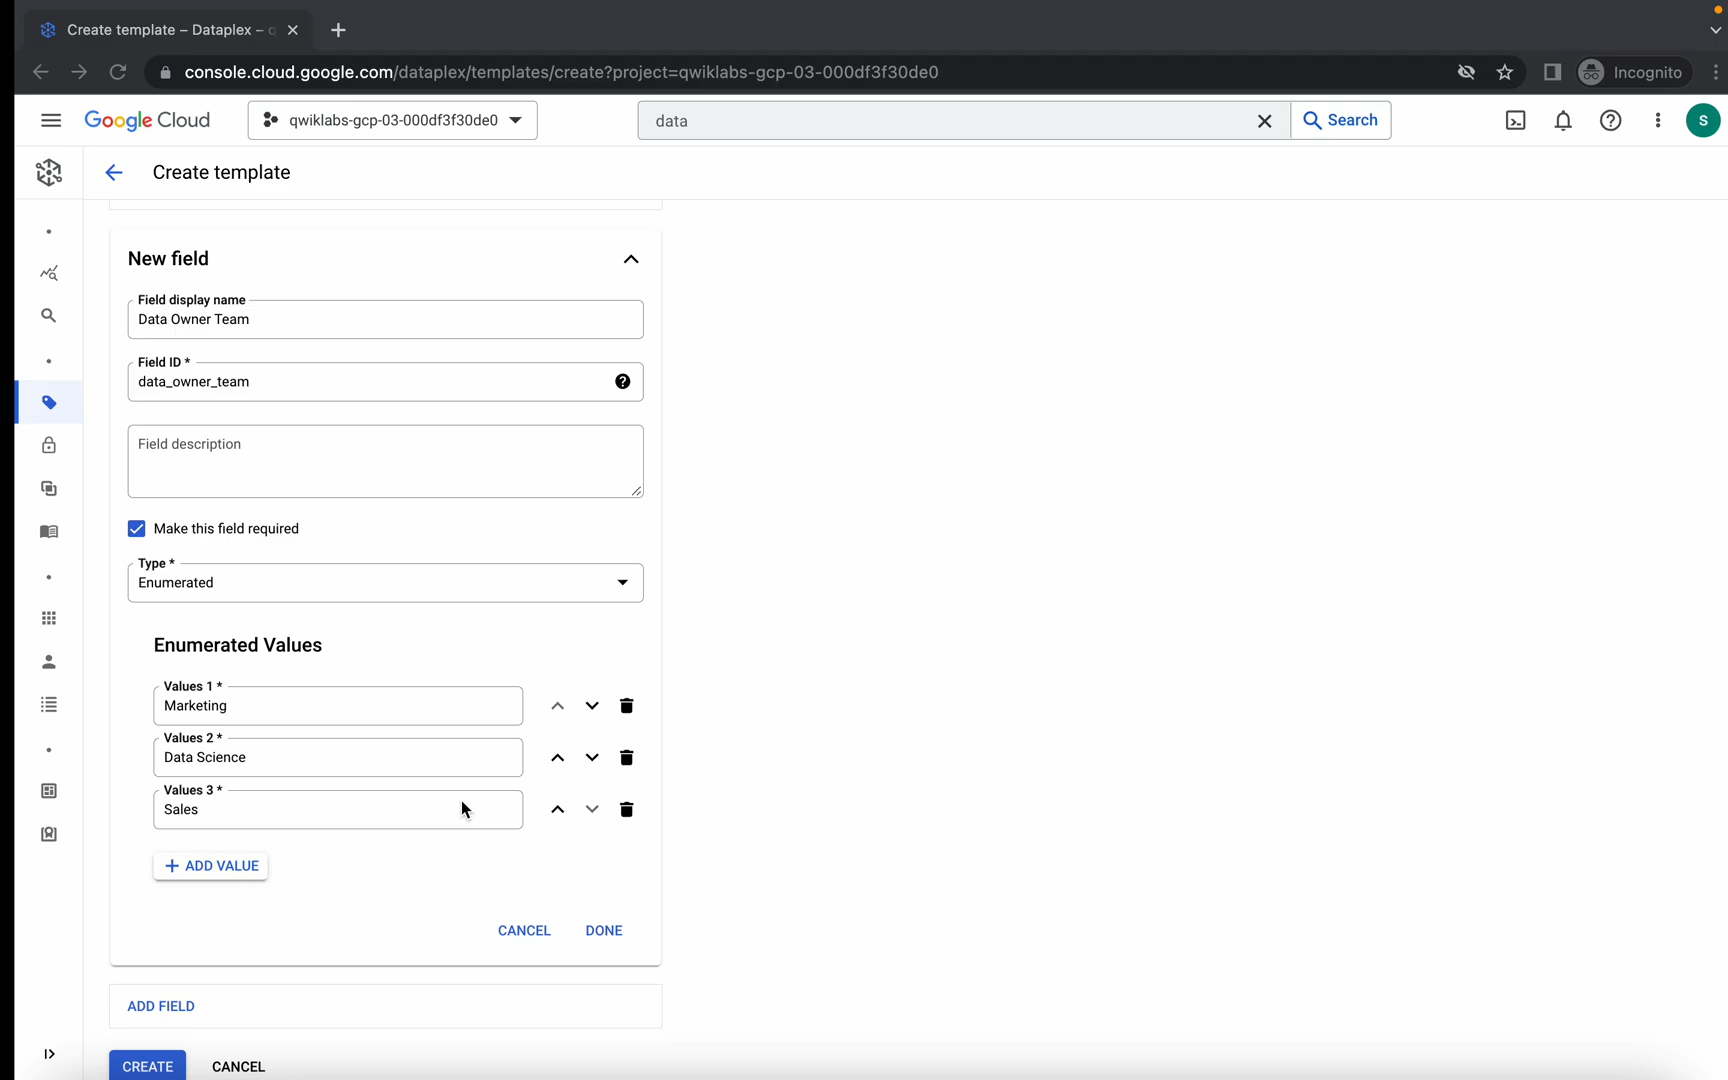 Create template – Dataplex – q
console.cloud.google.com/dataplex/templates/create?project=qwiklabs-gcp-03-000df3f30de0
Incognito
Google Cloud
qwiklabs-gcp-03-000df3f30de0
data
Search
S
Create template
New field
Field display name
Data Owner Team
Field ID *
data_owner_team
Field description
Make this field required
Type *
Enumerated
Enumerated Values
Values 1 *
Marketing
Values 2 *
Data Science
Values 3 *
Sales
ADD VALUE
CANCEL DONE
ADD FIELD
CREATE CANCEL